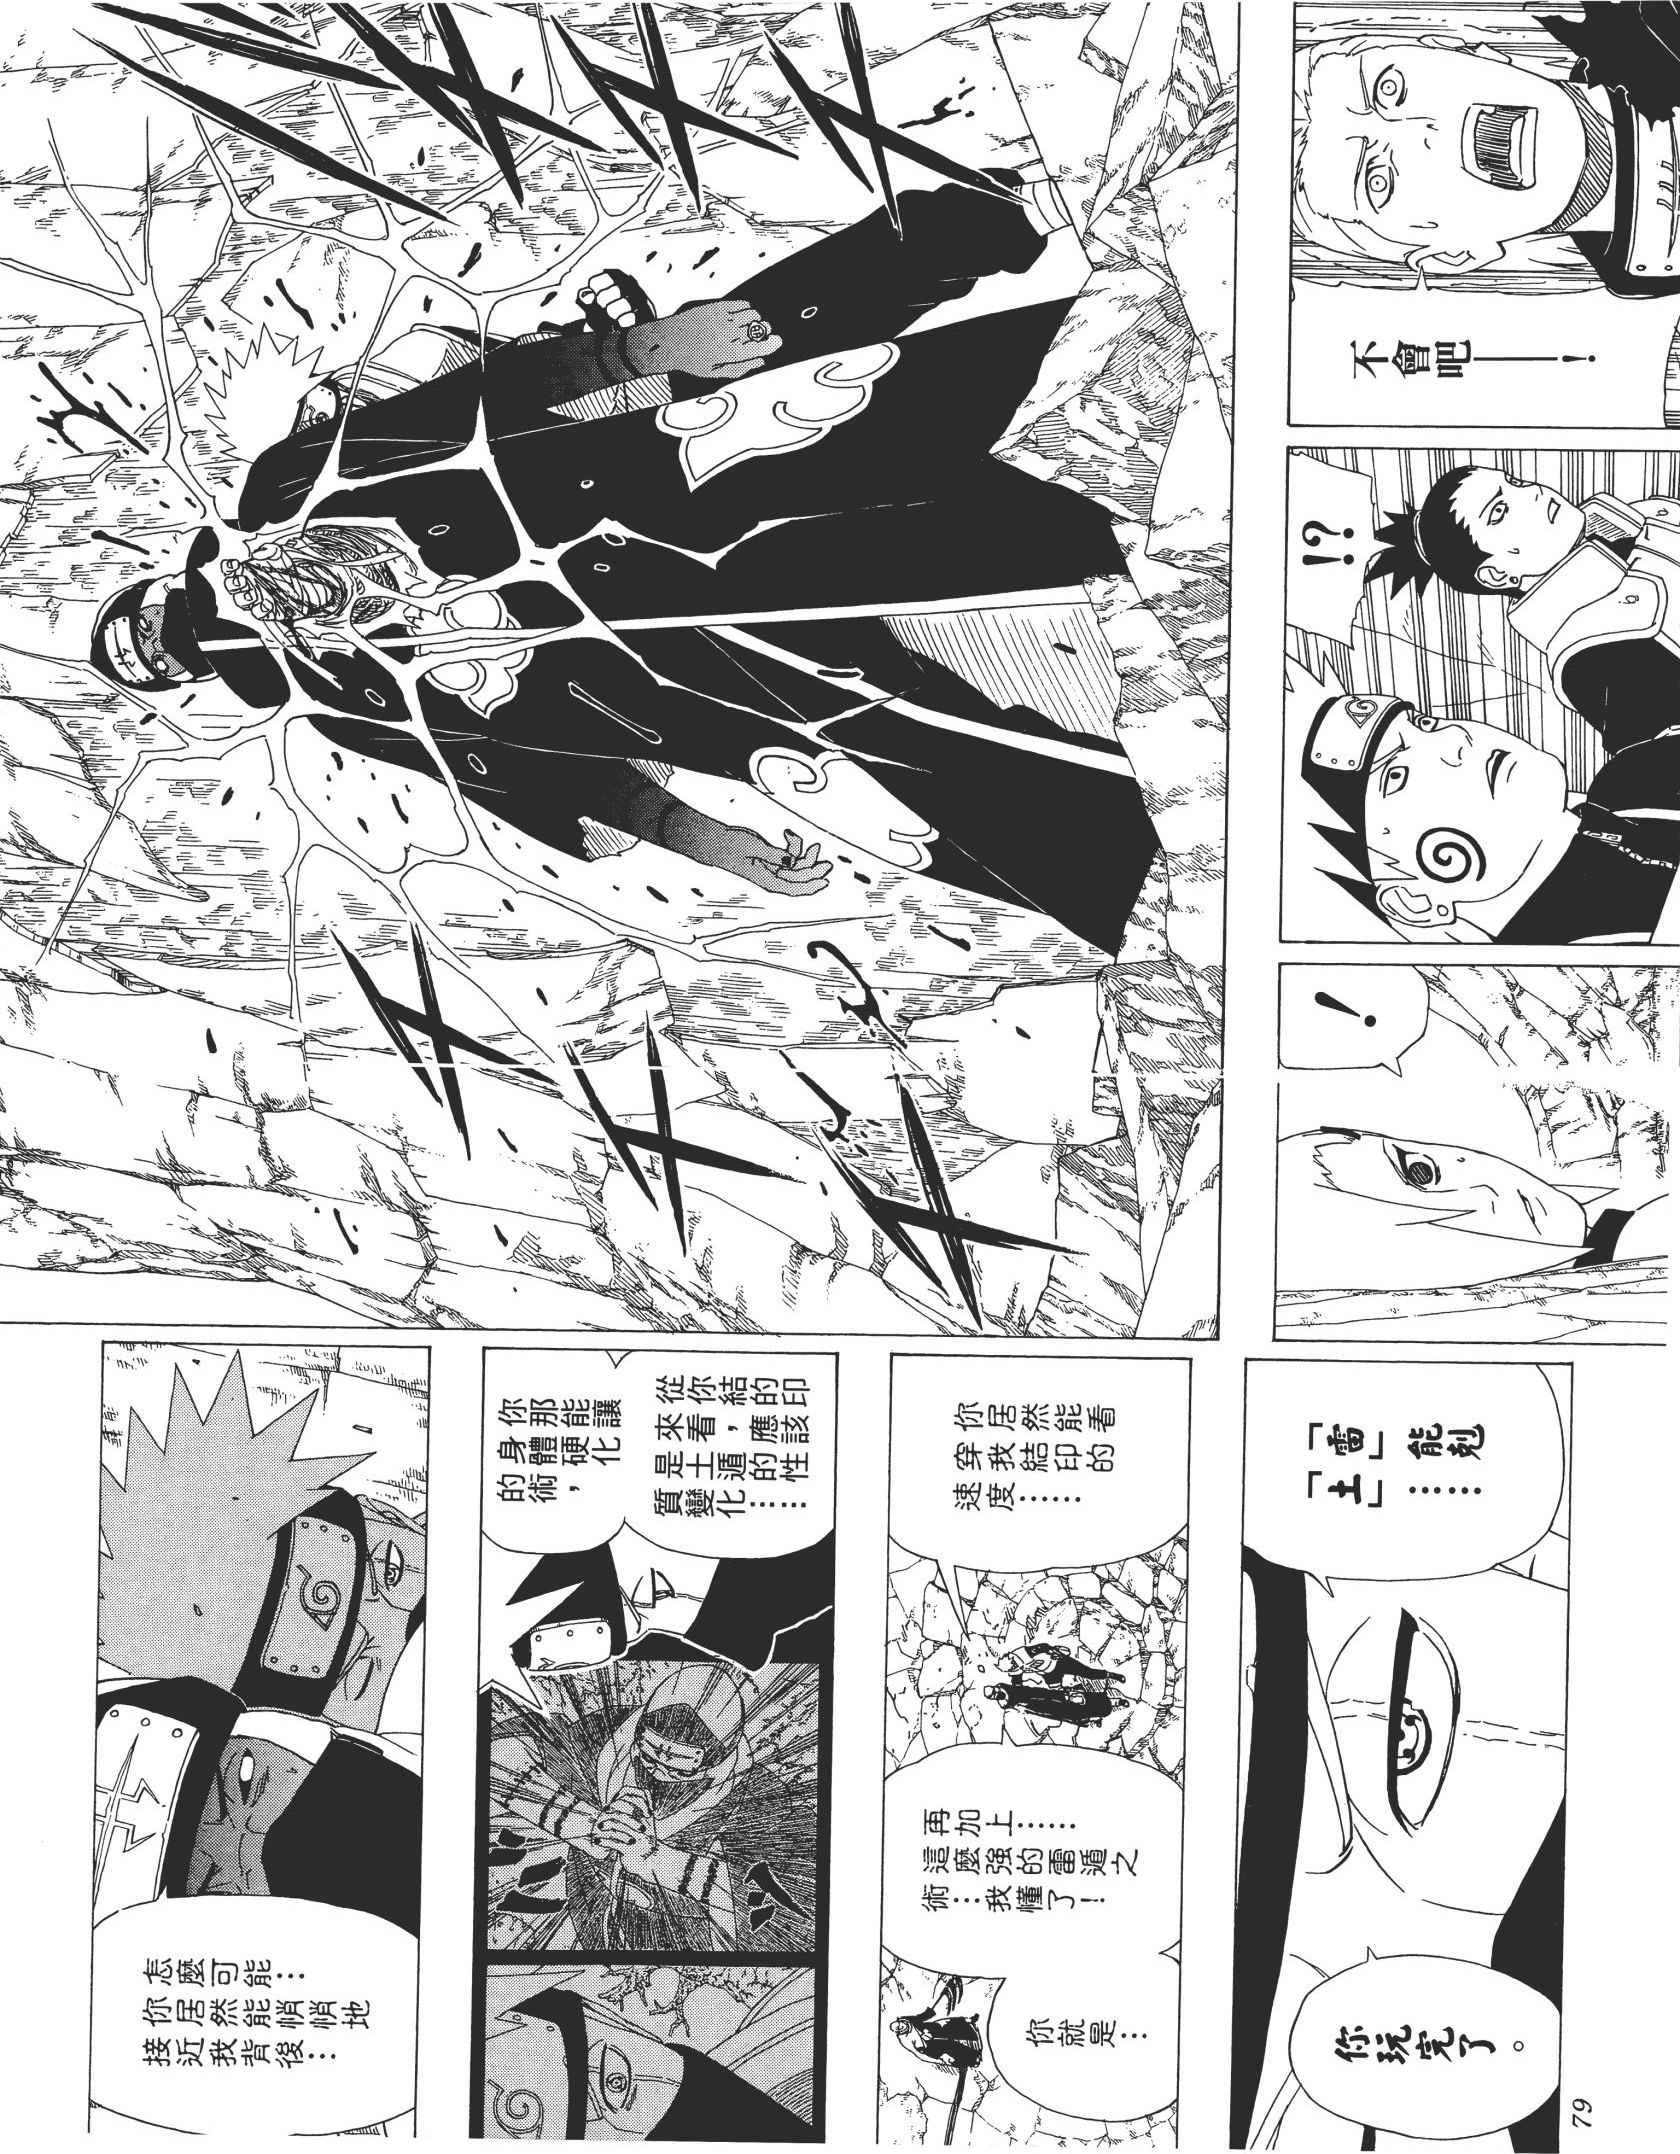 不會吧——！
!?
！
怎麼可能…
你居然能悄悄地
接近我背後…
你那能讓
身體硬化
的術，
從你結的印
來看，應該
是土遁的性
質變化……
你居然能看
穿我結印的
速度……
再加上……
這麼強的雷遁之
術…我懂了！
你就是…
「雷」能剋
「土」……
你玩完了。
79